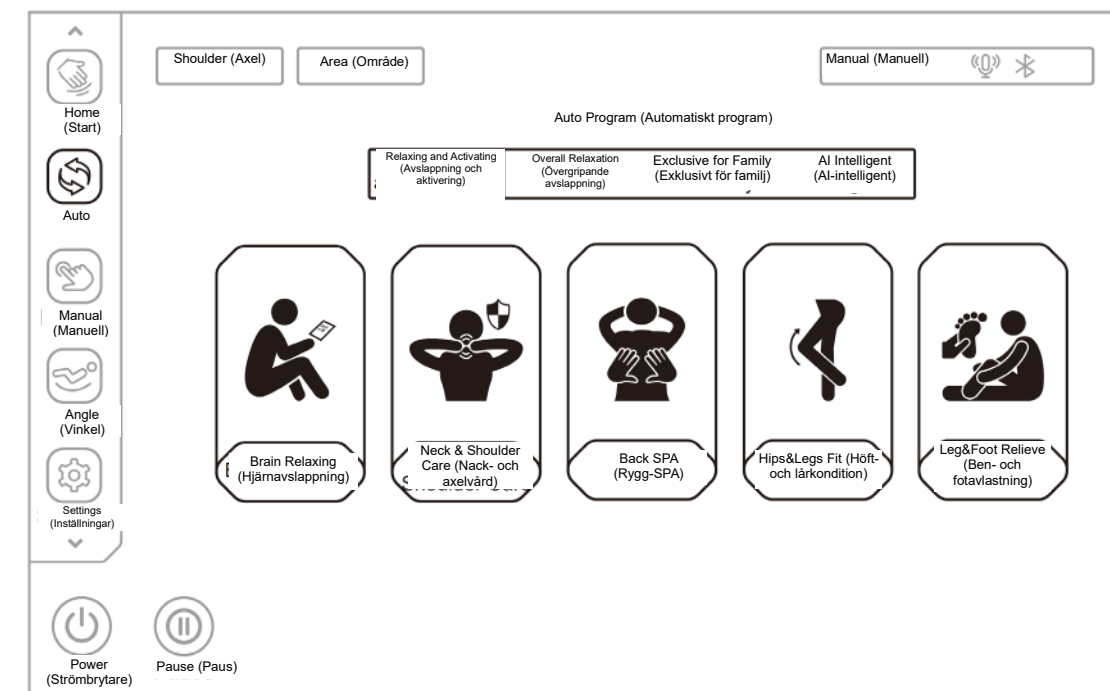 Shoulder (Axel)
Area (Område)
Manual (Manuell)
Home
(Start)
Auto
Manual
(Manuell)
Angle
(Vinkel)
Settings
(Inställningar)
Auto Program (Automatiskt program)
Relaxing and Activating
(Avslappning och
aktivering)
Overall Relaxation
(Övergripande
avslappning)
Exclusive for Family
(Exklusivt för familj)
AI Intelligent
(AI-intelligent)
Brain Relaxing
(Hjärnavslappning)
Neck & Shoulder
Care (Nack- och
axelvård)
Back SPA
(Rygg-SPA)
Hips&Legs Fit (Höft-
och lårkondition)
Leg&Foot Relieve
(Ben- och
fotavlastning)
Power
(Strömbrytare)
Pause (Paus)